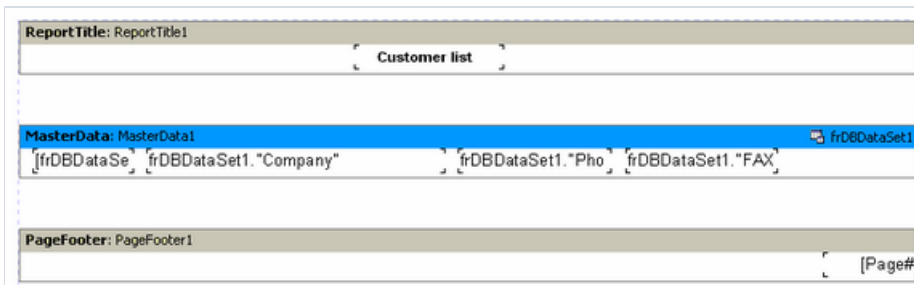 ReportTitle: ReportTitle1
Customer list
MasterData: MasterData1 frDBDataSet1
[frDBDataSe frDBDataSet1."Company" frDBDataSet1."Pho frDBDataSet1."FAX
PageFooter: PageFooter1
[Page#